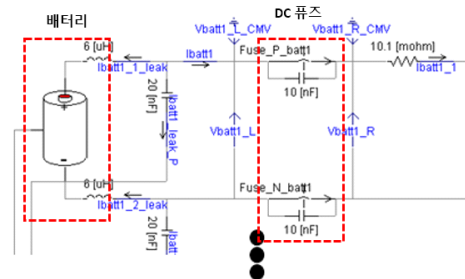 배터리
DC 퓨즈
Vbatt1_L_CMV
Vbatt1_R_CMV
6 [uH]
Ibatt1
Fuse_P_batt1
10.1 [mohm]
Ibatt1_1_leak
Ibatt1_1
20 [nF]
Ibatt1_leak_P
10 [nF]
Vbatt1_L
Vbatt1_R
6 [uH]
Fuse_N_batt1
Ibatt1_2_leak
20 [nF]
Ibatt
10 [nF]